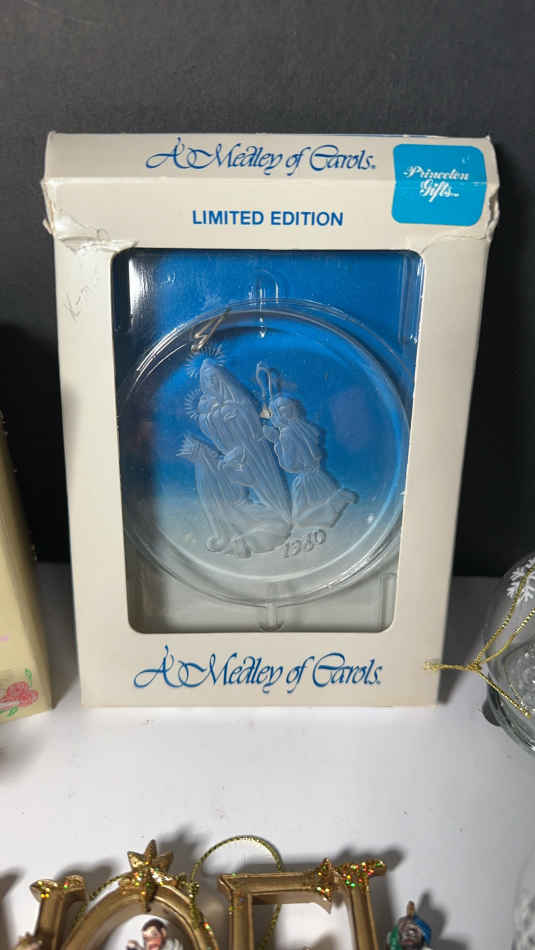 A Medley of Carols.
Princeton
Gifts
LIMITED EDITION
1980
A Medley of Carols.